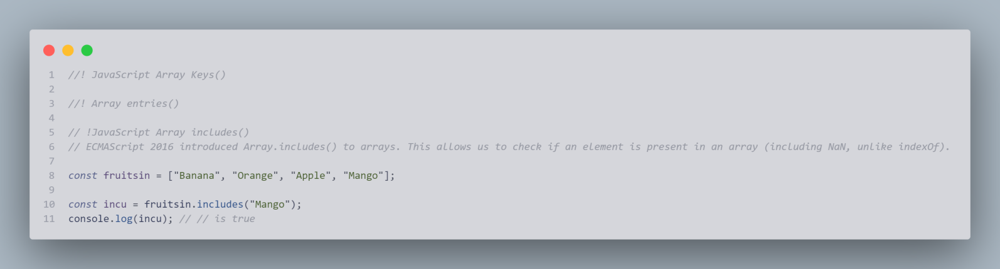 1 //! JavaScript Array Keys()
2
3 //! Array entries()
4
5 // !JavaScript Array includes()
6 // ECMAScript 2016 introduced Array.includes() to arrays. This allows us to check if an element is present in an array (including NaN, unlike indexOf).
7
8 const fruitsin = ["Banana", "Orange", "Apple", "Mango"];
9
10 const incu = fruitsin.includes("Mango");
11 console.log(incu); // // is true